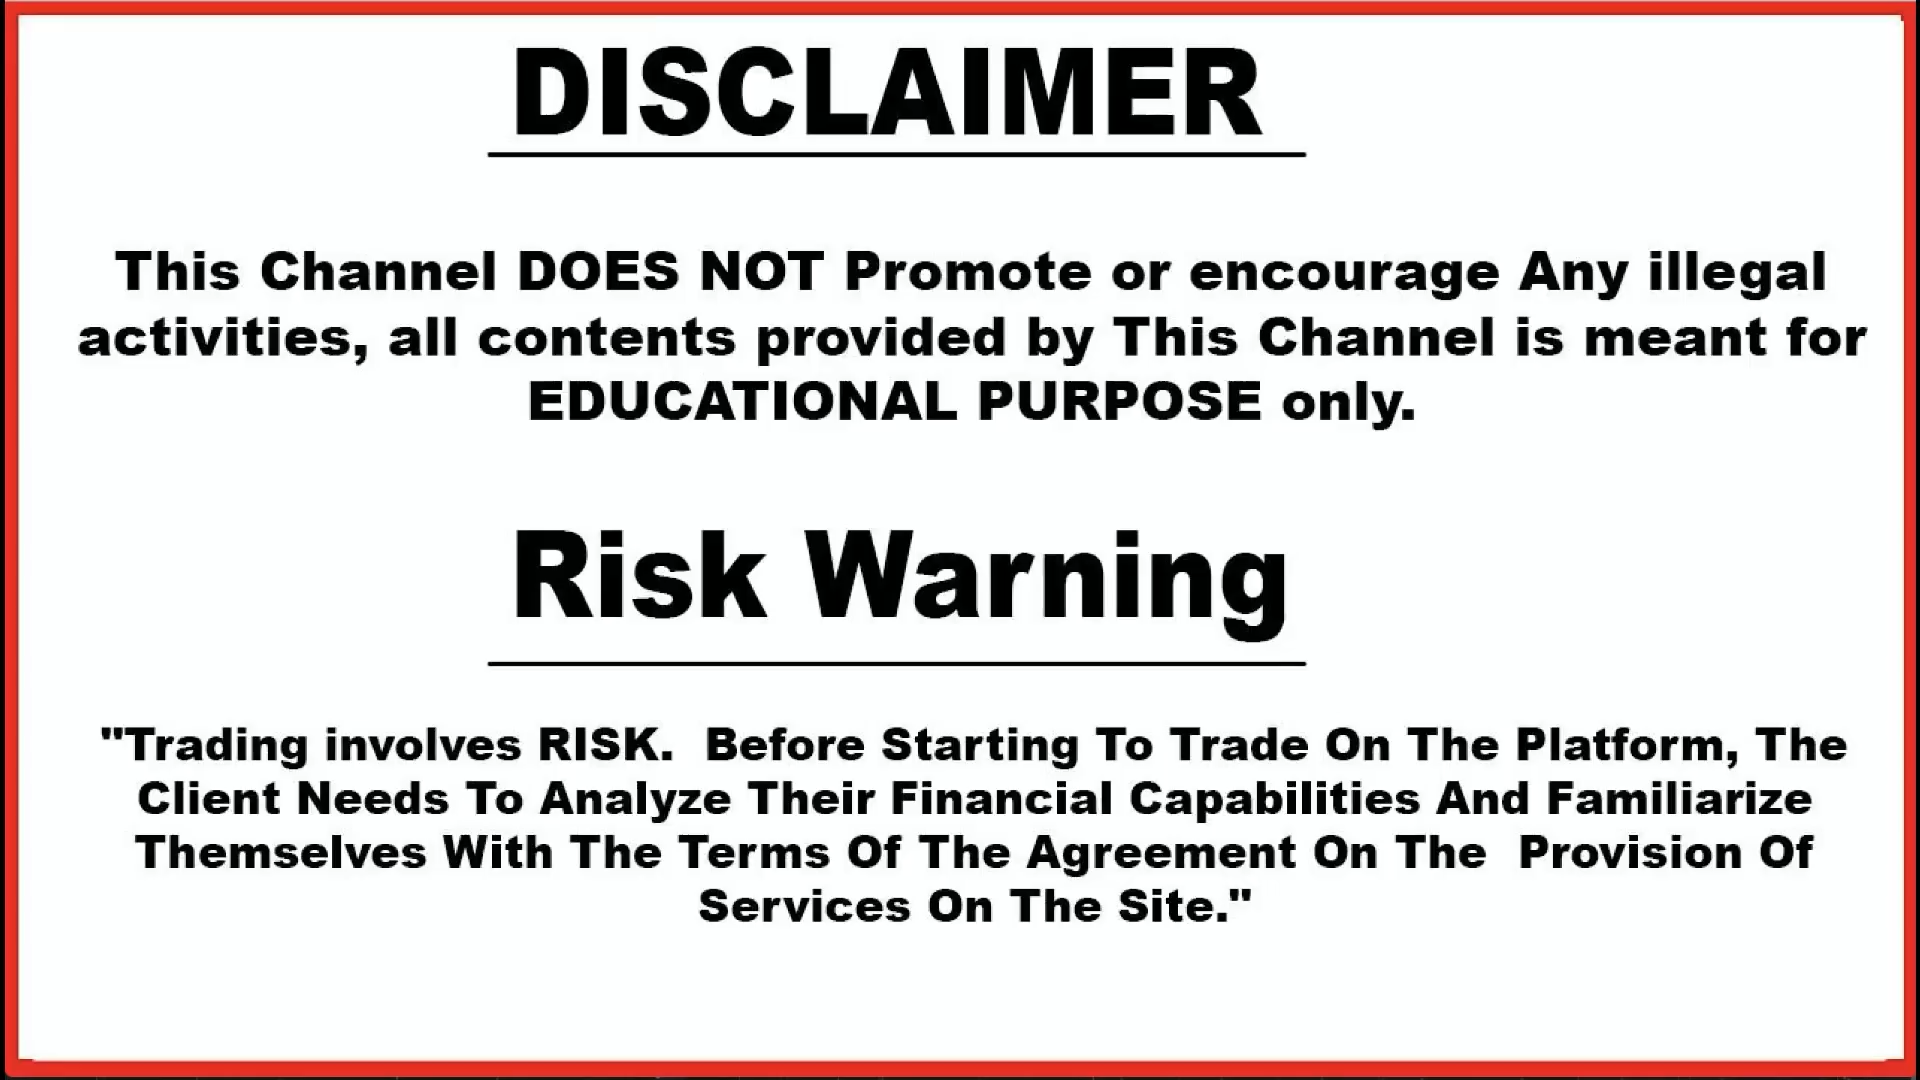 DISCLAIMER
This Channel DOES NOT Promote or encourage Any illegal
activities, all contents provided by This Channel is meant for
EDUCATIONAL PURPOSE only.
Risk Warning
"Trading involves RISK.  Before Starting To Trade On The Platform, The
Client Needs To Analyze Their Financial Capabilities And Familiarize
Themselves With The Terms Of The Agreement On The  Provision Of
Services On The Site."